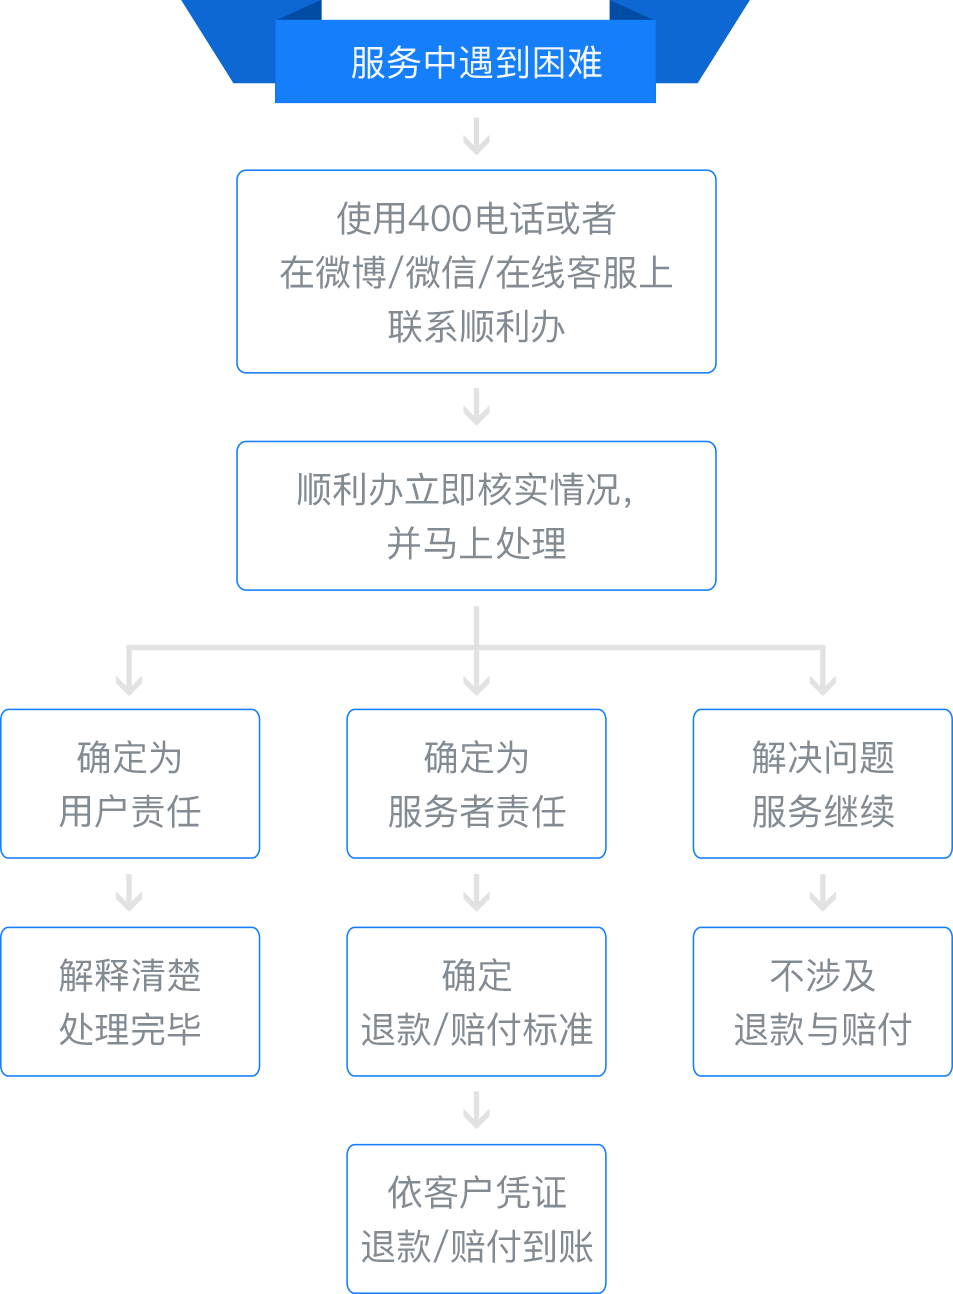 服务中遇到困难
使用400电话或者
在微博/微信/在线客服上
联系顺利办
顺利办立即核实情况,
并马上处理
确定为
用户责任
确定为
服务者责任
解决问题
服务继续
解释清楚
处理完毕
确定
退款/赔付标准
不涉及
退款与赔付
依客户凭证
退款/赔付到账